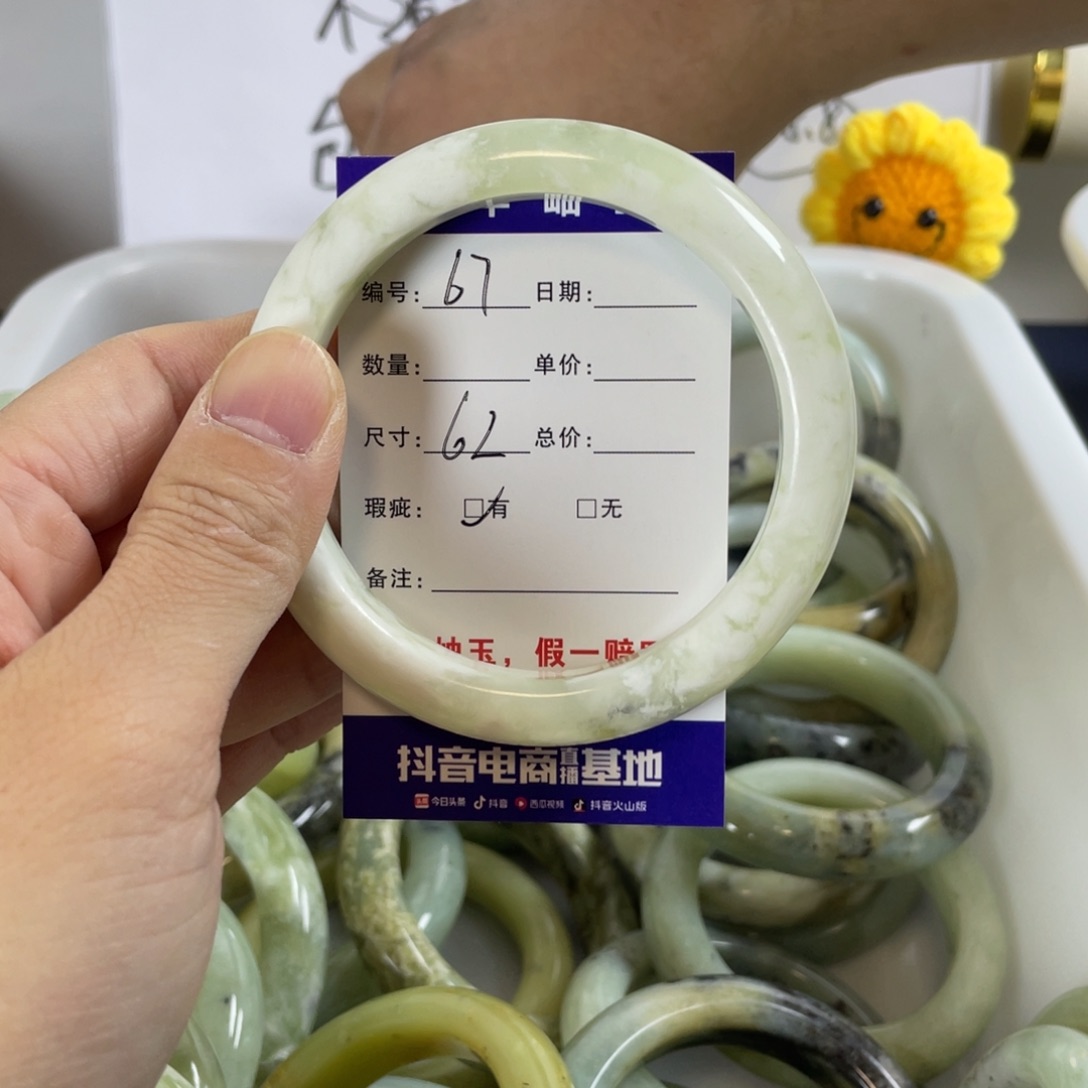 编号: 67 日期:
数量: 单价:
尺寸: 62 总价:
瑕疵: □有 □无
备注:
玉，假一赔
抖音电商直播基地
今日头条 抖音 西瓜视频 抖音火山版